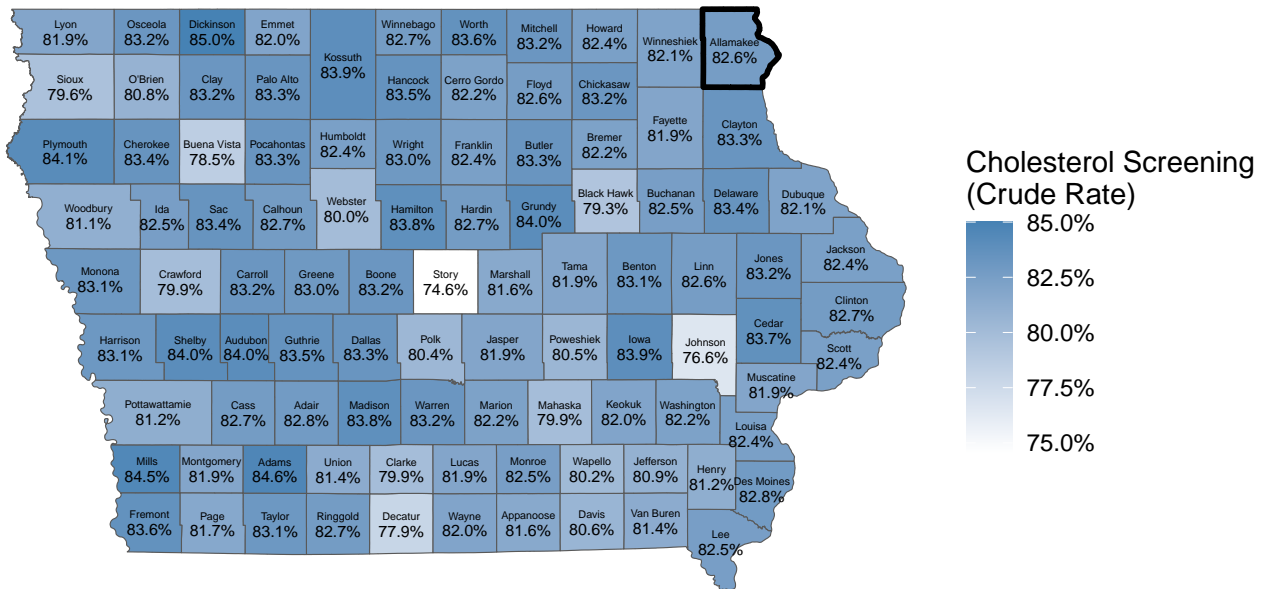 Lyon
81.9%
Osceola
83.2%
Dickinson
85.0%
Emmet
82.0%
Kossuth
83.9%
Winnebago
82.7%
Worth
83.6%
Mitchell
83.2%
Howard
82.4%
Winneshiek
82.1%
Allamakee
82.6%
Sioux
79.6%
O'Brien
80.8%
Clay
83.2%
Palo Alto
83.3%
Hancock
83.5%
Cerro Gordo
82.2%
Floyd
82.6%
Chickasaw
83.2%
Fayette
81.9%
Clayton
83.3%
Plymouth
84.1%
Cherokee
83.4%
Buena Vista
78.5%
Pocahontas
83.3%
Humboldt
82.4%
Wright
83.0%
Franklin
82.4%
Butler
83.3%
Bremer
82.2%
Woodbury
81.1%
Ida
82.5%
Sac
83.4%
Calhoun
82.7%
Webster
80.0%
Hamilton
83.8%
Hardin
82.7%
Grundy
84.0%
Black Hawk
79.3%
Buchanan
82.5%
Delaware
83.4%
Dubuque
82.1%
Monona
83.1%
Crawford
79.9%
Carroll
83.2%
Greene
83.0%
Boone
83.2%
Story
74.6%
Marshall
81.6%
Tama
81.9%
Benton
83.1%
Linn
82.6%
Jones
83.2%
Jackson
82.4%
Clinton
82.7%
Harrison
83.1%
Shelby
84.0%
Audubon
84.0%
Guthrie
83.5%
Dallas
83.3%
Polk
80.4%
Jasper
81.9%
Poweshiek
80.5%
Iowa
83.9%
Johnson
76.6%
Cedar
83.7%
Scott
82.4%
Muscatine
81.9%
Pottawattamie
81.2%
Cass
82.7%
Adair
82.8%
Madison
83.8%
Warren
83.2%
Marion
82.2%
Mahaska
79.9%
Keokuk
82.0%
Washington
82.2%
Louisa
82.4%
Mills
84.5%
Montgomery
81.9%
Adams
84.6%
Union
81.4%
Clarke
79.9%
Lucas
81.9%
Monroe
82.5%
Wapello
80.2%
Jefferson
80.9%
Henry
81.2%
Des Moines
82.8%
Fremont
83.6%
Page
81.7%
Taylor
83.1%
Ringgold
82.7%
Decatur
77.9%
Wayne
82.0%
Appanoose
81.6%
Davis
80.6%
Van Buren
81.4%
Lee
82.5%
Cholesterol Screening
(Crude Rate)
85.0%
82.5%
80.0%
77.5%
75.0%